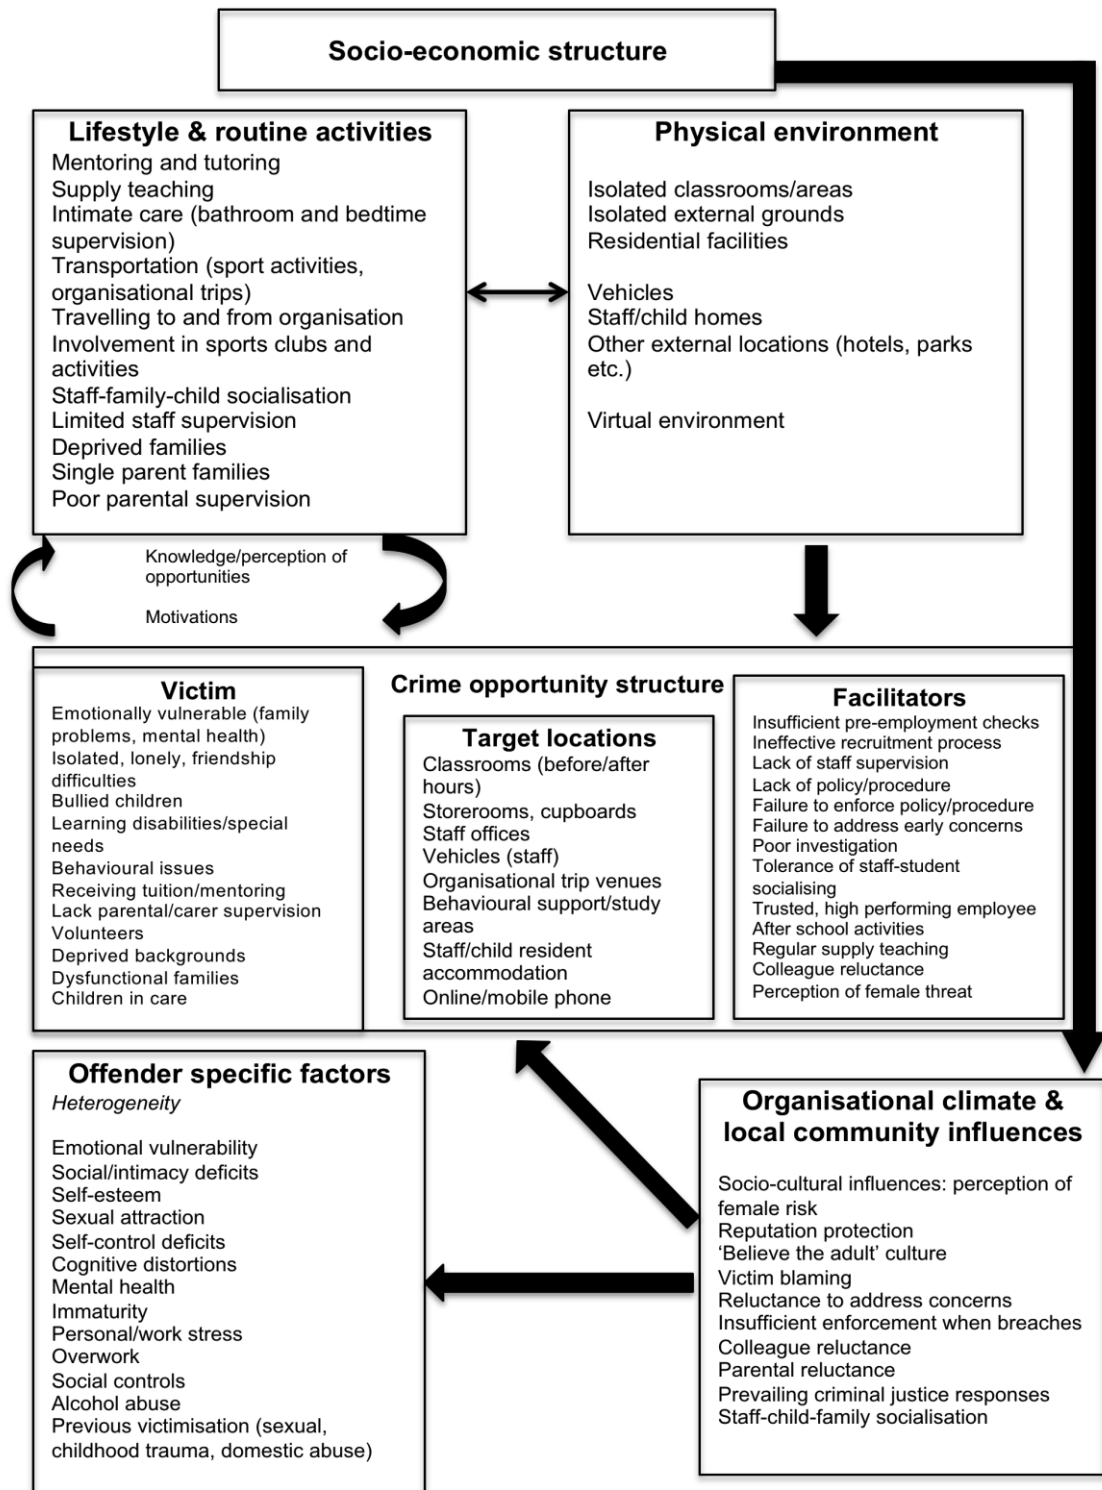 Socio-economic structure
Lifestyle & routine activities
Mentoring and tutoring
Supply teaching
Intimate care (bathroom and bedtime
supervision)
Transportation (sport activities,
organisational trips)
Travelling to and from organisation
Involvement in sports clubs and
activities
Staff-family-child socialisation
Limited staff supervision
Deprived families
Single parent families
Poor parental supervision
Physical environment
Isolated classrooms/areas
Isolated external grounds
Residential facilities
Vehicles
Staff/child homes
Other external locations (hotels, parks
etc.)
Virtual environment
Knowledge/perception of
opportunities
Motivations
Crime opportunity structure
Victim
Emotionally vulnerable (family
problems, mental health)
Isolated, lonely, friendship
difficulties
Bullied children
Learning disabilities/special
needs
Behavioural issues
Receiving tuition/mentoring
Lack parental/carer supervision
Volunteers
Deprived backgrounds
Dysfunctional families
Children in care
Target locations
Classrooms (before/after
hours)
Storerooms, cupboards
Staff offices
Vehicles (staff)
Organisational trip venues
Behavioural support/study
areas
Staff/child resident
accommodation
Online/mobile phone
Facilitators
Insufficient pre-employment checks
Ineffective recruitment process
Lack of staff supervision
Lack of policy/procedure
Failure to enforce policy/procedure
Failure to address early concerns
Poor investigation
Tolerance of staff-student
socialising
Trusted, high performing employee
After school activities
Regular supply teaching
Colleague reluctance
Perception of female threat
Offender specific factors
Heterogeneity
Emotional vulnerability
Social/intimacy deficits
Self-esteem
Sexual attraction
Self-control deficits
Cognitive distortions
Mental health
Immaturity
Personal/work stress
Overwork
Social controls
Alcohol abuse
Previous victimisation (sexual,
childhood trauma, domestic abuse)
Organisational climate &
local community influences
Socio-cultural influences: perception of
female risk
Reputation protection
‘Believe the adult’ culture
Victim blaming
Reluctance to address concerns
Insufficient enforcement when breaches
Colleague reluctance
Parental reluctance
Prevailing criminal justice responses
Staff-child-family socialisation